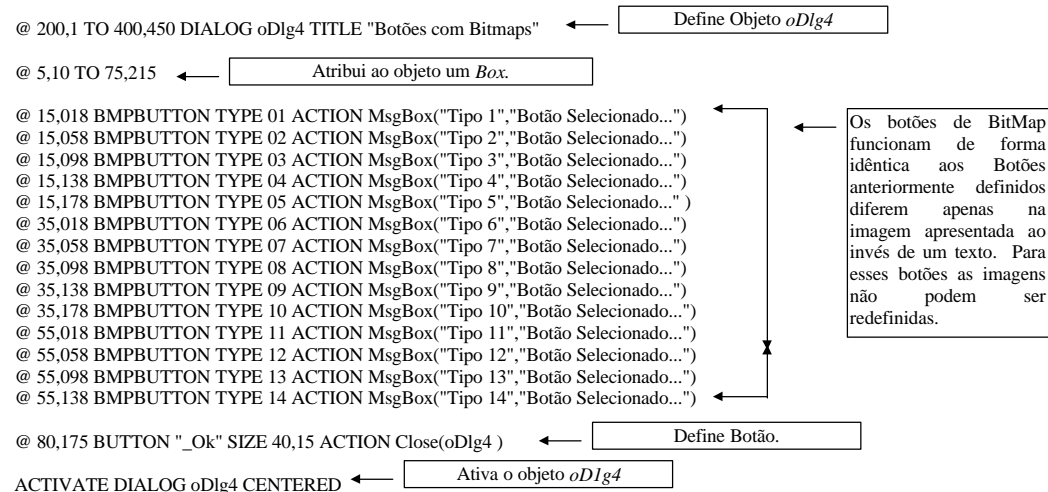 @ 200,1 TO 400,450 DIALOG oDlg4 TITLE "Botões com Bitmaps"
Define Objeto oDlg4
@ 5,10 TO 75,215
Atribui ao objeto um Box.
@ 15,018 BMPBUTTON TYPE 01 ACTION MsgBox("Tipo 1","Botão Selecionado...")
@ 15,058 BMPBUTTON TYPE 02 ACTION MsgBox("Tipo 2","Botão Selecionado...")
@ 15,098 BMPBUTTON TYPE 03 ACTION MsgBox("Tipo 3","Botão Selecionado...")
@ 15,138 BMPBUTTON TYPE 04 ACTION MsgBox("Tipo 4","Botão Selecionado...")
@ 15,178 BMPBUTTON TYPE 05 ACTION MsgBox("Tipo 5","Botão Selecionado..." )
@ 35,018 BMPBUTTON TYPE 06 ACTION MsgBox("Tipo 6","Botão Selecionado...")
@ 35,058 BMPBUTTON TYPE 07 ACTION MsgBox("Tipo 7","Botão Selecionado...")
@ 35,098 BMPBUTTON TYPE 08 ACTION MsgBox("Tipo 8","Botão Selecionado...")
@ 35,138 BMPBUTTON TYPE 09 ACTION MsgBox("Tipo 9","Botão Selecionado...")
@ 35,178 BMPBUTTON TYPE 10 ACTION MsgBox("Tipo 10","Botão Selecionado...")
@ 55,018 BMPBUTTON TYPE 11 ACTION MsgBox("Tipo 11","Botão Selecionado...")
@ 55,058 BMPBUTTON TYPE 12 ACTION MsgBox("Tipo 12","Botão Selecionado...")
@ 55,098 BMPBUTTON TYPE 13 ACTION MsgBox("Tipo 13","Botão Selecionado...")
@ 55,138 BMPBUTTON TYPE 14 ACTION MsgBox("Tipo 14","Botão Selecionado...")
Os botões de BitMap
funcionam de forma
idêntica aos Botões
anteriormente definidos
diferem apenas na
imagem apresentada ao
invés de um texto. Para
esses botões as imagens
não podem ser
redefinidas.
@ 80,175 BUTTON "_Ok" SIZE 40,15 ACTION Close(oDlg4 )
Define Botão.
ACTIVATE DIALOG oDlg4 CENTERED
Ativa o objeto oD1g4